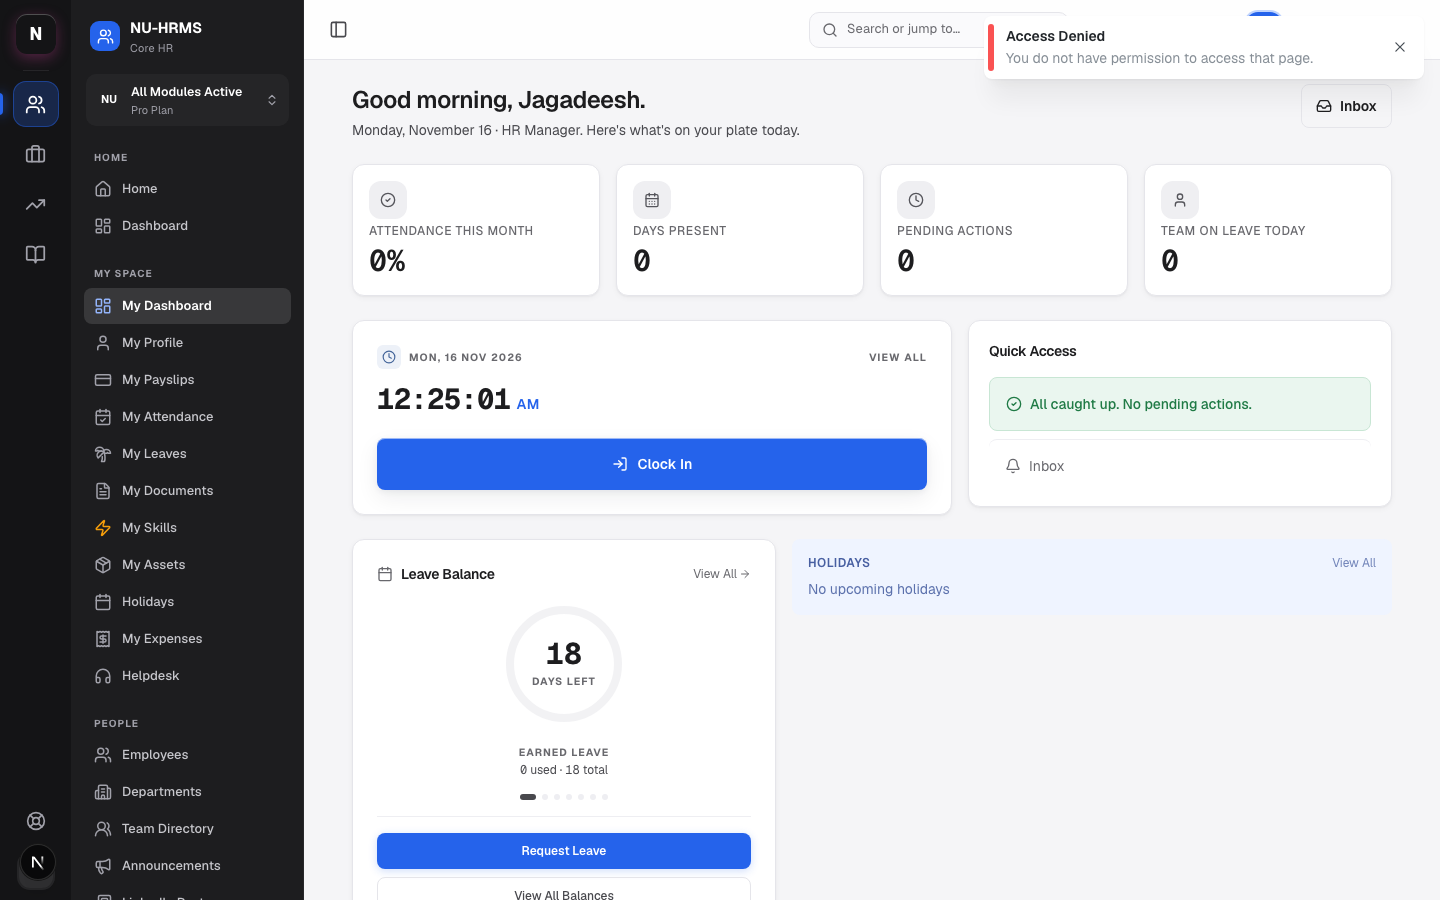 N
NU-HRMS
Core HR
NU
All Modules Active
Pro Plan
HOME
Home
Dashboard
MY SPACE
My Dashboard
My Profile
My Payslips
My Attendance
My Leaves
My Documents
My Skills
My Assets
Holidays
My Expenses
Helpdesk
PEOPLE
Employees
Departments
Team Directory
Announcements
N
Search or jump to…
Access Denied
You do not have permission to access that page.
Good morning, Jagadeesh.
Monday, November 16 · HR Manager. Here's what's on your plate today.
Inbox
ATTENDANCE THIS MONTH
0%
DAYS PRESENT
0
PENDING ACTIONS
0
TEAM ON LEAVE TODAY
0
MON, 16 NOV 2026
VIEW ALL
12:25:01 AM
Clock In
Quick Access
All caught up. No pending actions.
Inbox
Leave Balance
View All →
18
DAYS LEFT
EARNED LEAVE
0 used · 18 total
Request Leave
View All Balances
HOLIDAYS
View All
No upcoming holidays